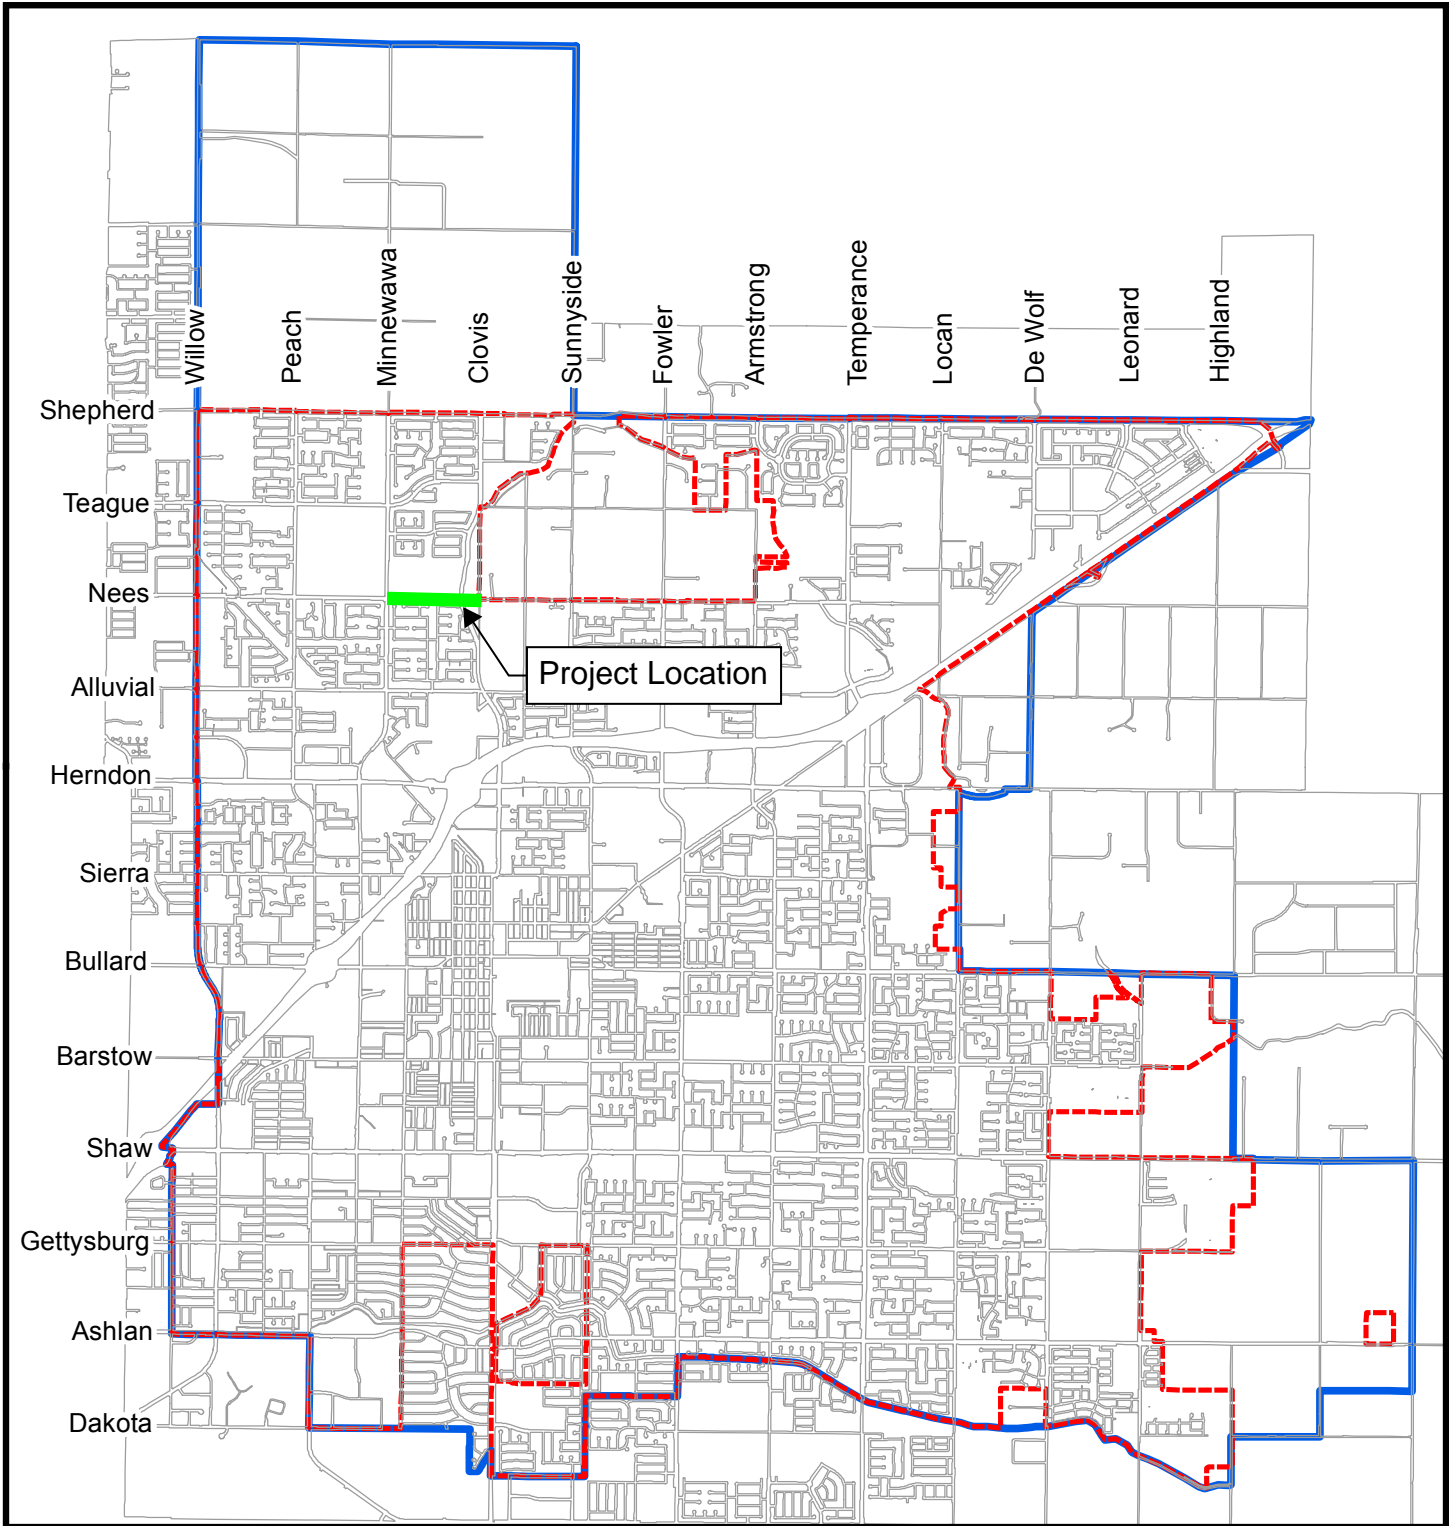 Willow
Peach
Minnewawa
Clovis
Sunnyside
Fowler
Armstrong
Temperance
Locan
De Wolf
Leonard
Highland
Shepherd
Teague
Nees
Project Location
Alluvial
Herndon
Sierra
Bullard
Barstow
Shaw
Gettysburg
Ashlan
Dakota